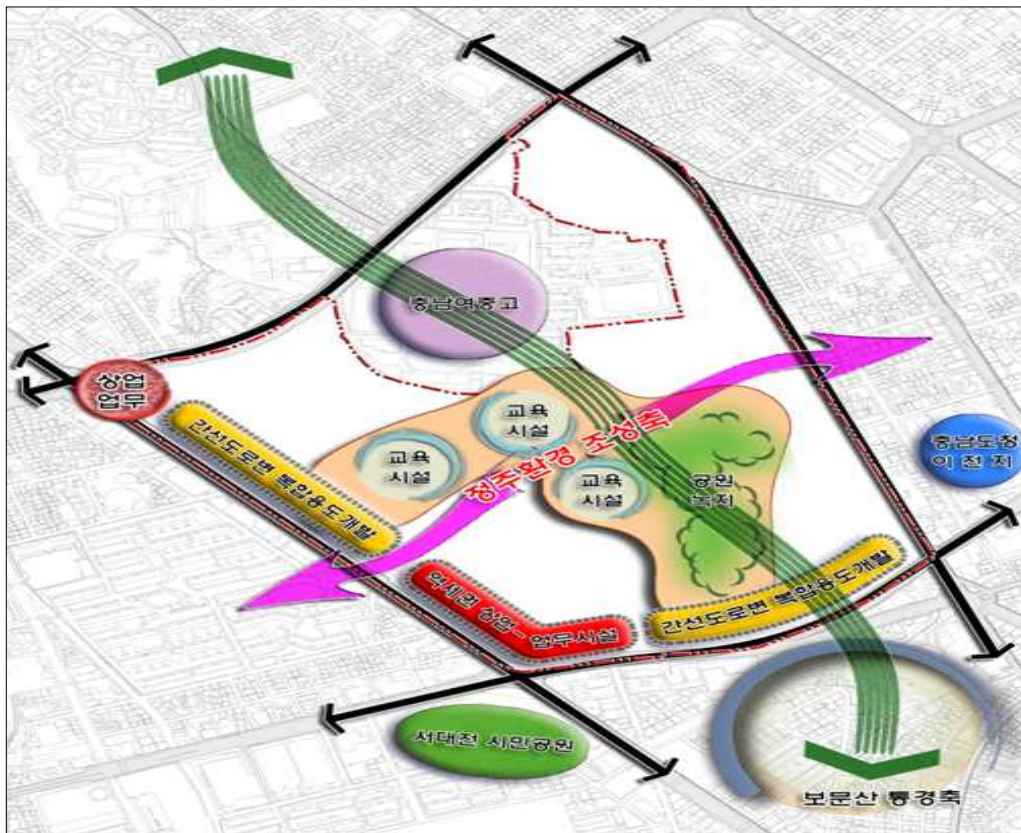 충남여중고
상업
업무
교육
시설
교육
시설
교육
시설
정주환경 조성축
공원
녹지
충남도청
이전지
간선도로변 복합용도개발
역세권 상업-업무시설
간선도로변 복합용도개발
서대전 시민공원
보문산 통경축